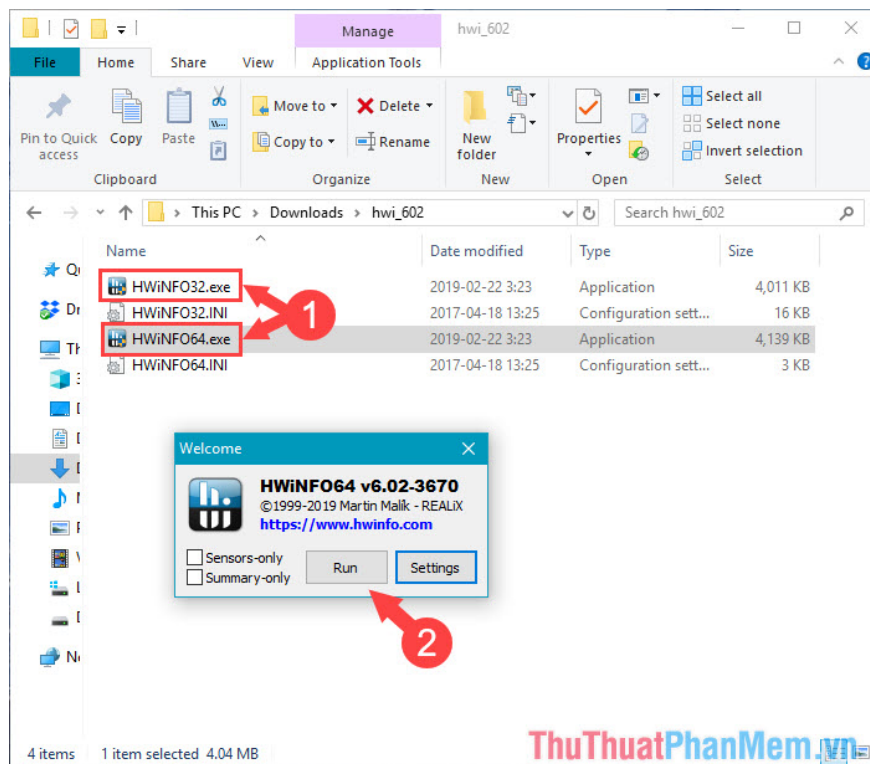 Manage
hwi_602
File
Home
Share
View
Application Tools
Pin to Quick access
Copy
Paste
Move to
Copy to
Delete
Rename
New folder
Properties
Select all
Select none
Invert selection
Clipboard
Organize
New
Open
Select
This PC > Downloads > hwi_602
Search hwi_602
Name Date modified Type Size
HWiNFO32.exe 2019-02-22 3:23 Application 4,011 KB
HWiNFO32.INI 2017-04-18 13:25 Configuration sett... 16 KB
HWiNFO64.exe 2019-02-22 3:23 Application 4,139 KB
HWiNFO64.INI 2017-04-18 13:25 Configuration sett... 3 KB
1
Welcome
HWiNFO64 v6.02-3670
©1999-2019 Martin Malík - REALiX
https://www.hwinfo.com
Sensors-only
Summary-only
Run
Settings
2
4 items 1 item selected 4.04 MB
ThuThuatPhanMem.vn